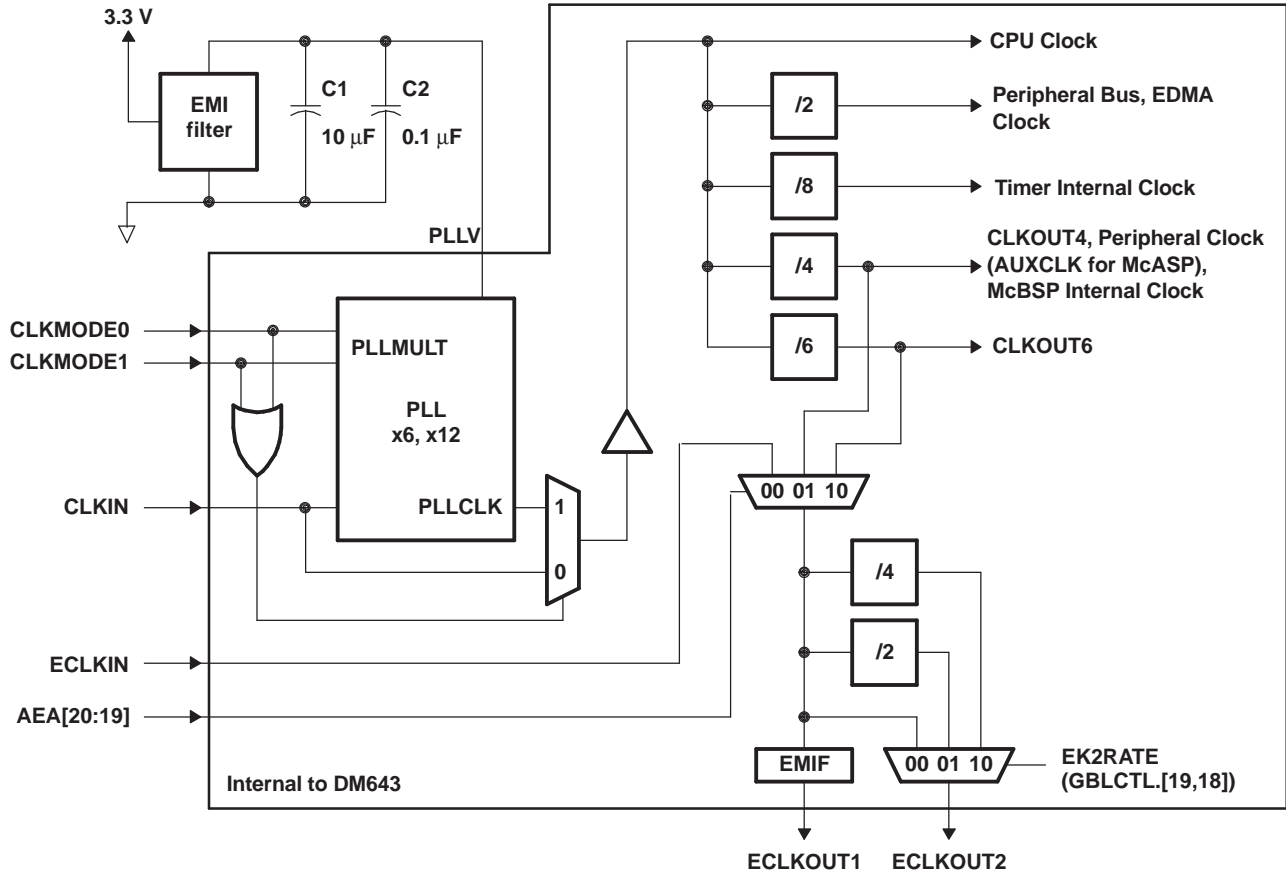 3.3 V
EMI
filter
C1
10 μF
C2
0.1 μF
PLLV
CPU Clock
/2
Peripheral Bus, EDMA
Clock
/8
Timer Internal Clock
/4
CLKOUT4, Peripheral Clock
(AUXCLK for McASP),
McBSP Internal Clock
/6
CLKOUT6
CLKMODE0
CLKMODE1
PLLMULT
PLL
x6, x12
CLKIN
PLLCLK
1
0
00 01 10
/4
/2
ECLKIN
AEA[20:19]
EMIF
00 01 10
EK2RATE
(GBLCTL.[19,18])
Internal to DM643
ECLKOUT1
ECLKOUT2